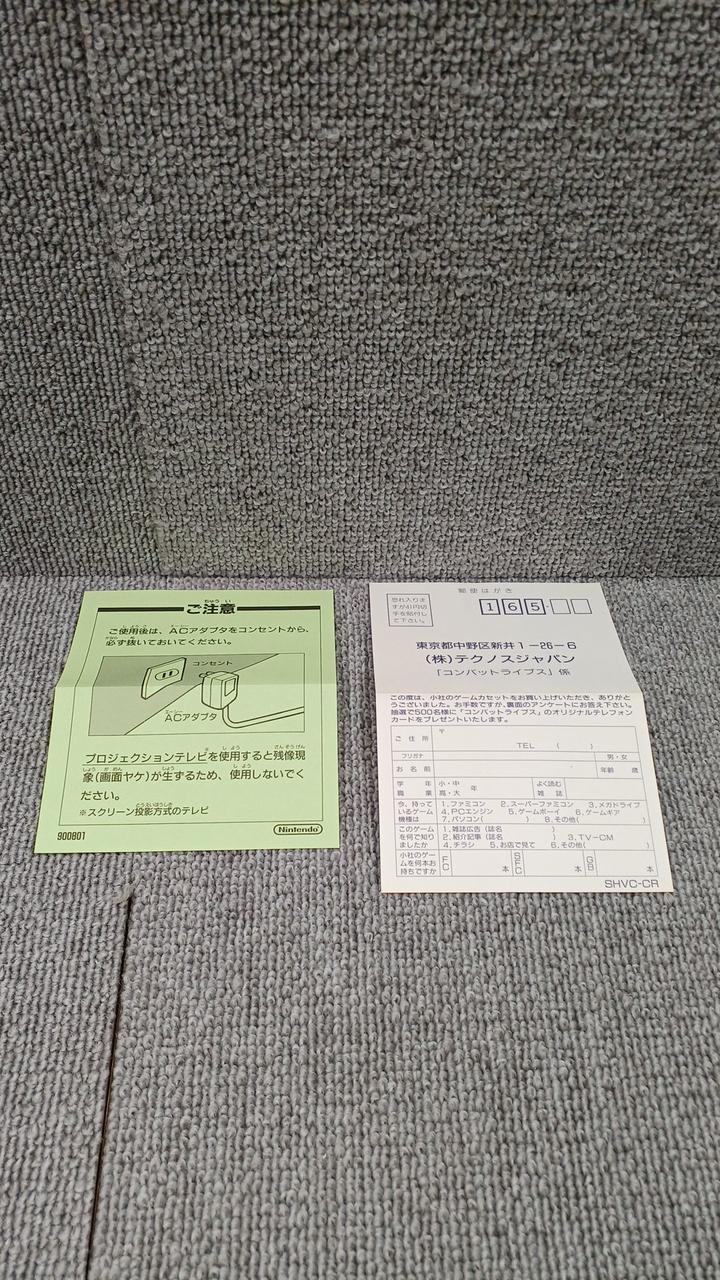 ご注意
ご使用後は、ACアダプタをコンセントから、
必ず抜いておいてください。
コンセント
ACアダプタ
プロジェクションテレビを使用すると残像現
象(画面ヤケ)が生ずるため、使用しないでく
ださい。
※スクリーン投影方式のテレビ
900801
Nintendo
郵便はがき
恐れ入りま
すが41円切
手を貼付し
て下さい。
165-
東京都中野区新井1-26-6
(株)テクノスジャパン
「コンバットライブス」係
この度は、小社のゲームカセットをお買い上げいただき、ありがと
うございました。お手数ですが、裏面のアンケートにお答え下さい。
抽選で500名様に「コンバットライブス」のオリジナルテレフォン
カードをプレゼントいたします。
ご住所 〒
TEL ( )
フリガナ 男・女
お名前 年齢 歳
学年 小・中
職業 高・大 年 よく読む雑誌
今、持っているゲーム機種は
1.ファミコン 2.スーパーファミコン 3.メガドライブ
4.PCエンジン 5.ゲームボーイ 6.ゲームギア
7.パソコン( ) 8.その他( )
このゲームを何で知りましたか
1.雑誌広告(誌名 )
2.紹介記事(誌名 ) 3.TV-CM
4.チラシ 5.お店で見て 6.その他( )
小社のゲームを何本お持ちですか
FC 本 SFC 本 GB 本
SHVC-CR